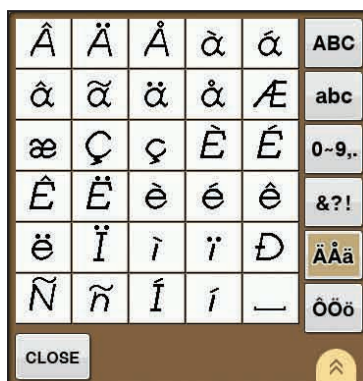 Â Ä Å à á ABC
â ã ä å Æ abc
æ Ç ç È É 0~9,.
Ê Ë è é ê &?!
ë Ï ì ï Đ ÄÅä
Ñ ñ Í í ÔÖö
CLOSE